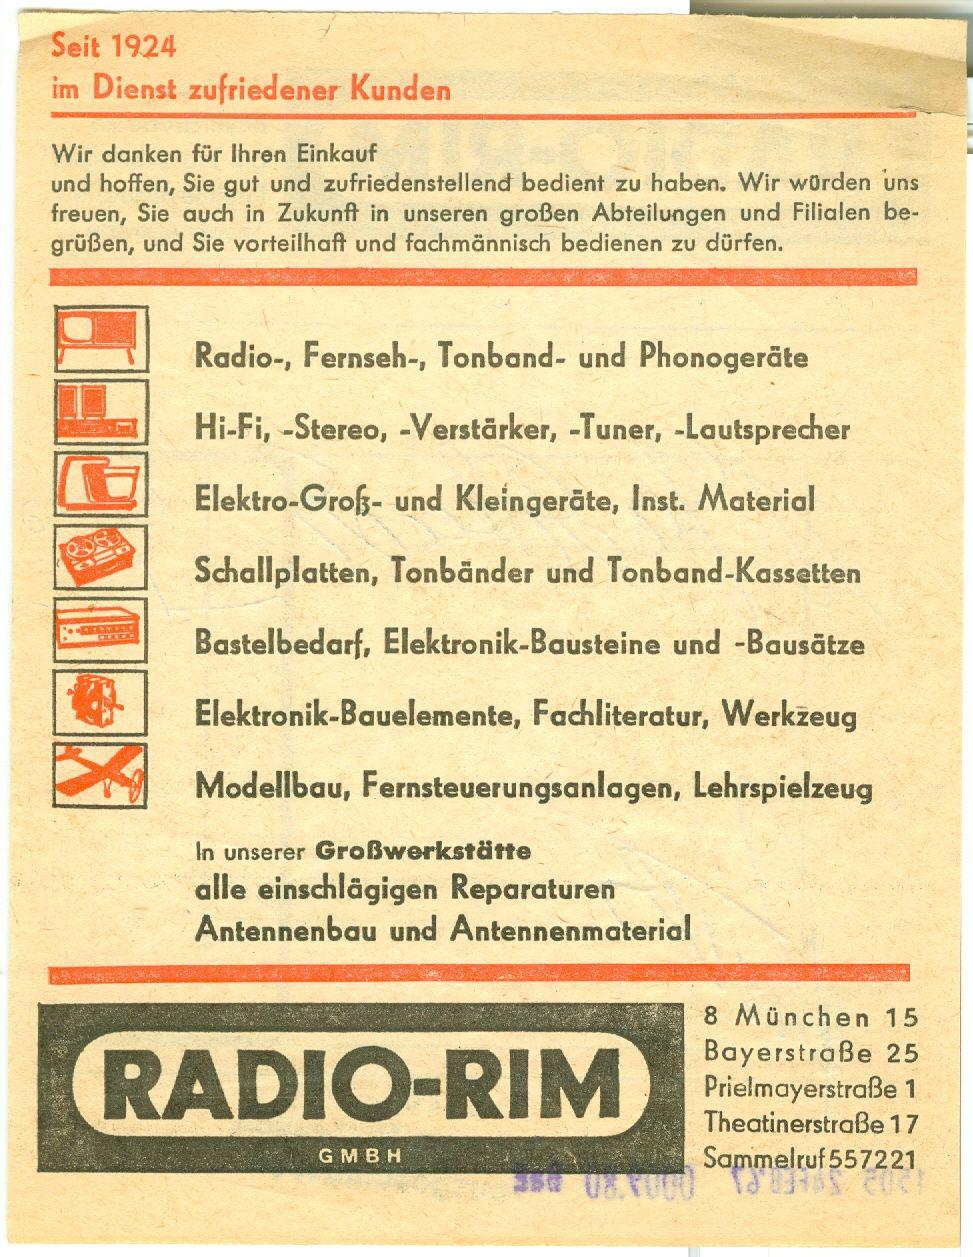 Seit 1924
im Dienst zufriedener Kunden
Wir danken für Ihren Einkauf
und hoffen, Sie gut und zufriedenstellend bedient zu haben. Wir würden uns
freuen, Sie auch in Zukunft in unseren großen Abteilungen und Filialen be-
grüßen, und Sie vorteilhaft und fachmännisch bedienen zu dürfen.
Radio-, Fernseh-, Tonband- und Phonogeräte
Hi-Fi, -Stereo, -Verstärker, -Tuner, -Lautsprecher
Elektro-Groß- und Kleingeräte, Inst. Material
Schallplatten, Tonbänder und Tonband-Kassetten
Bastelbedarf, Elektronik-Bausteine und -Bausätze
Elektronik-Bauelemente, Fachliteratur, Werkzeug
Modellbau, Fernsteuerungsanlagen, Lehrspielzeug
In unserer Großwerkstätte
alle einschlägigen Reparaturen
Antennenbau und Antennenmaterial
RADIO-RIM
GMBH
8 München 15
Bayerstraße 25
Prielmayerstraße 1
Theatinerstraße 17
Sammelruf 557221